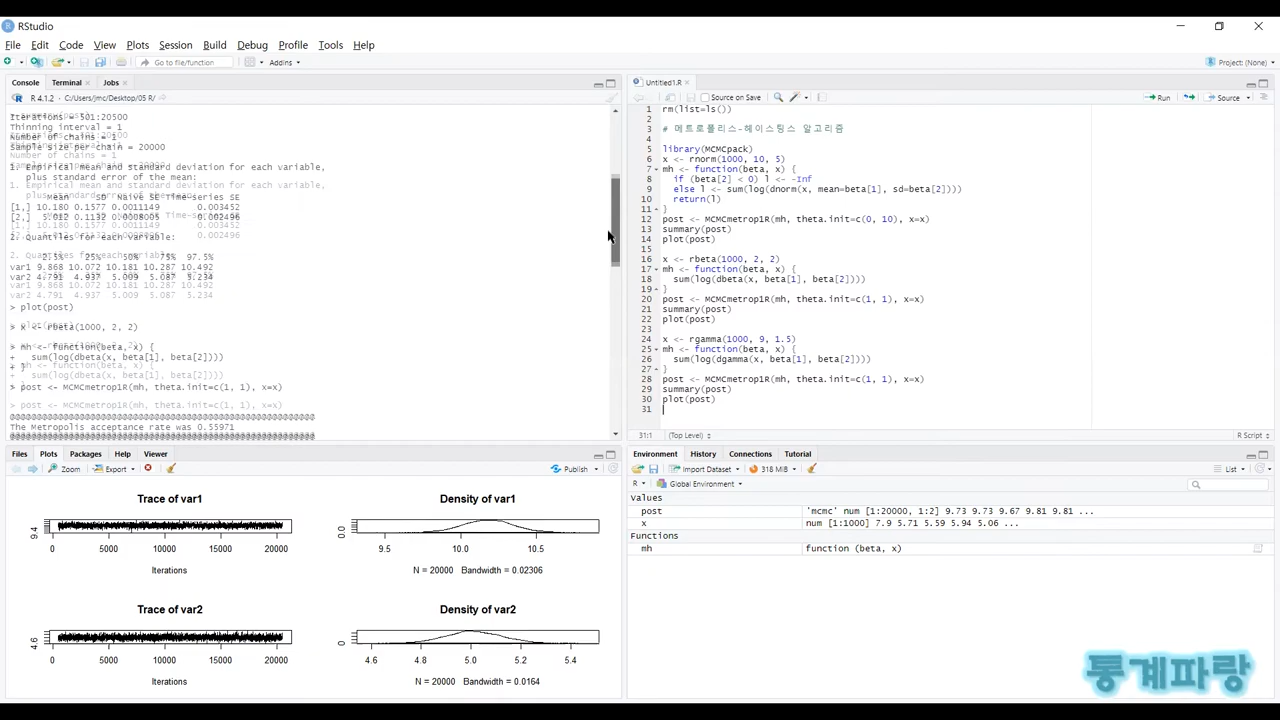 RStudio
File Edit Code View Plots Session Build Debug Profile Tools Help
Go to file/function Addins Project: (None)
Console Terminal Jobs
R 4.1.2 · C:/Users/jmc/Desktop/05 R/
Iterations = 501:20500
Thinning interval = 1
Number of chains = 1
Sample size per chain = 20000
1. Empirical mean and standard deviation for each variable,
plus standard error of the mean:
Mean SD Naive SE Time-series SE
[1,] 10.180 0.1577 0.0011149 0.003452
[2,] 5.012 0.1132 0.0008005 0.002496
2. Quantiles for each variable:
2.5% 25% 50% 75% 97.5%
var1 9.868 10.072 10.181 10.287 10.492
var2 4.791 4.937 5.009 5.087 5.234
> plot(post)
> x <- rbeta(1000, 2, 2)
> mh <- function(beta, x) {
+ sum(log(dbeta(x, beta[1], beta[2])))
+ }
> post <- MCMCmetrop1R(mh, theta.init=c(1, 1), x=x)
The Metropolis acceptance rate was 0.55971
Untitled1.R
Source on Save Run Source
1 rm(list=ls())
2
3 # 메트로폴리스-헤이스팅스 알고리즘
4
5 library(MCMCpack)
6 x <- rnorm(1000, 10, 5)
7 mh <- function(beta, x) {
8 if (beta[2] < 0) l <- -Inf
9 else l <- sum(log(dnorm(x, mean=beta[1], sd=beta[2])))
10 return(l)
11 }
12 post <- MCMCmetrop1R(mh, theta.init=c(0, 10), x=x)
13 summary(post)
14 plot(post)
15
16 x <- rbeta(1000, 2, 2)
17 mh <- function(beta, x) {
18 sum(log(dbeta(x, beta[1], beta[2])))
19 }
20 post <- MCMCmetrop1R(mh, theta.init=c(1, 1), x=x)
21 summary(post)
22 plot(post)
23
24 x <- rgamma(1000, 9, 1.5)
25 mh <- function(beta, x) {
26 sum(log(dgamma(x, beta[1], beta[2])))
27 }
28 post <- MCMCmetrop1R(mh, theta.init=c(1, 1), x=x)
29 summary(post)
30 plot(post)
31
31:1 (Top Level) R Script
Files Plots Packages Help Viewer
Zoom Export Publish
Trace of var1
9.4
0 5000 10000 15000 20000
Iterations
Density of var1
0.0
9.5 10.0 10.5
N = 20000 Bandwidth = 0.02306
Trace of var2
4.6
0 5000 10000 15000 20000
Iterations
Density of var2
0
4.6 4.8 5.0 5.2 5.4
N = 20000 Bandwidth = 0.0164
Environment History Connections Tutorial
Import Dataset 318 MiB List
R Global Environment
Values
post 'mcmc' num [1:20000, 1:2] 9.73 9.73 9.67 9.81 9.81 ...
x num [1:1000] 7.9 9.71 5.39 5.94 5.06 ...
Functions
mh function (beta, x)
통계파랑